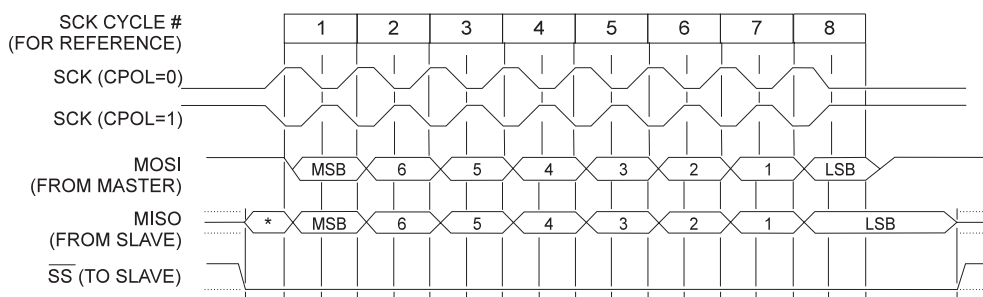 SCK CYCLE #
(FOR REFERENCE)
1 2 3 4 5 6 7 8
SCK (CPOL=0)
SCK (CPOL=1)
MOSI
(FROM MASTER)
MSB 6 5 4 3 2 1 LSB
MISO
(FROM SLAVE)
* MSB 6 5 4 3 2 1 LSB
SS (TO SLAVE)